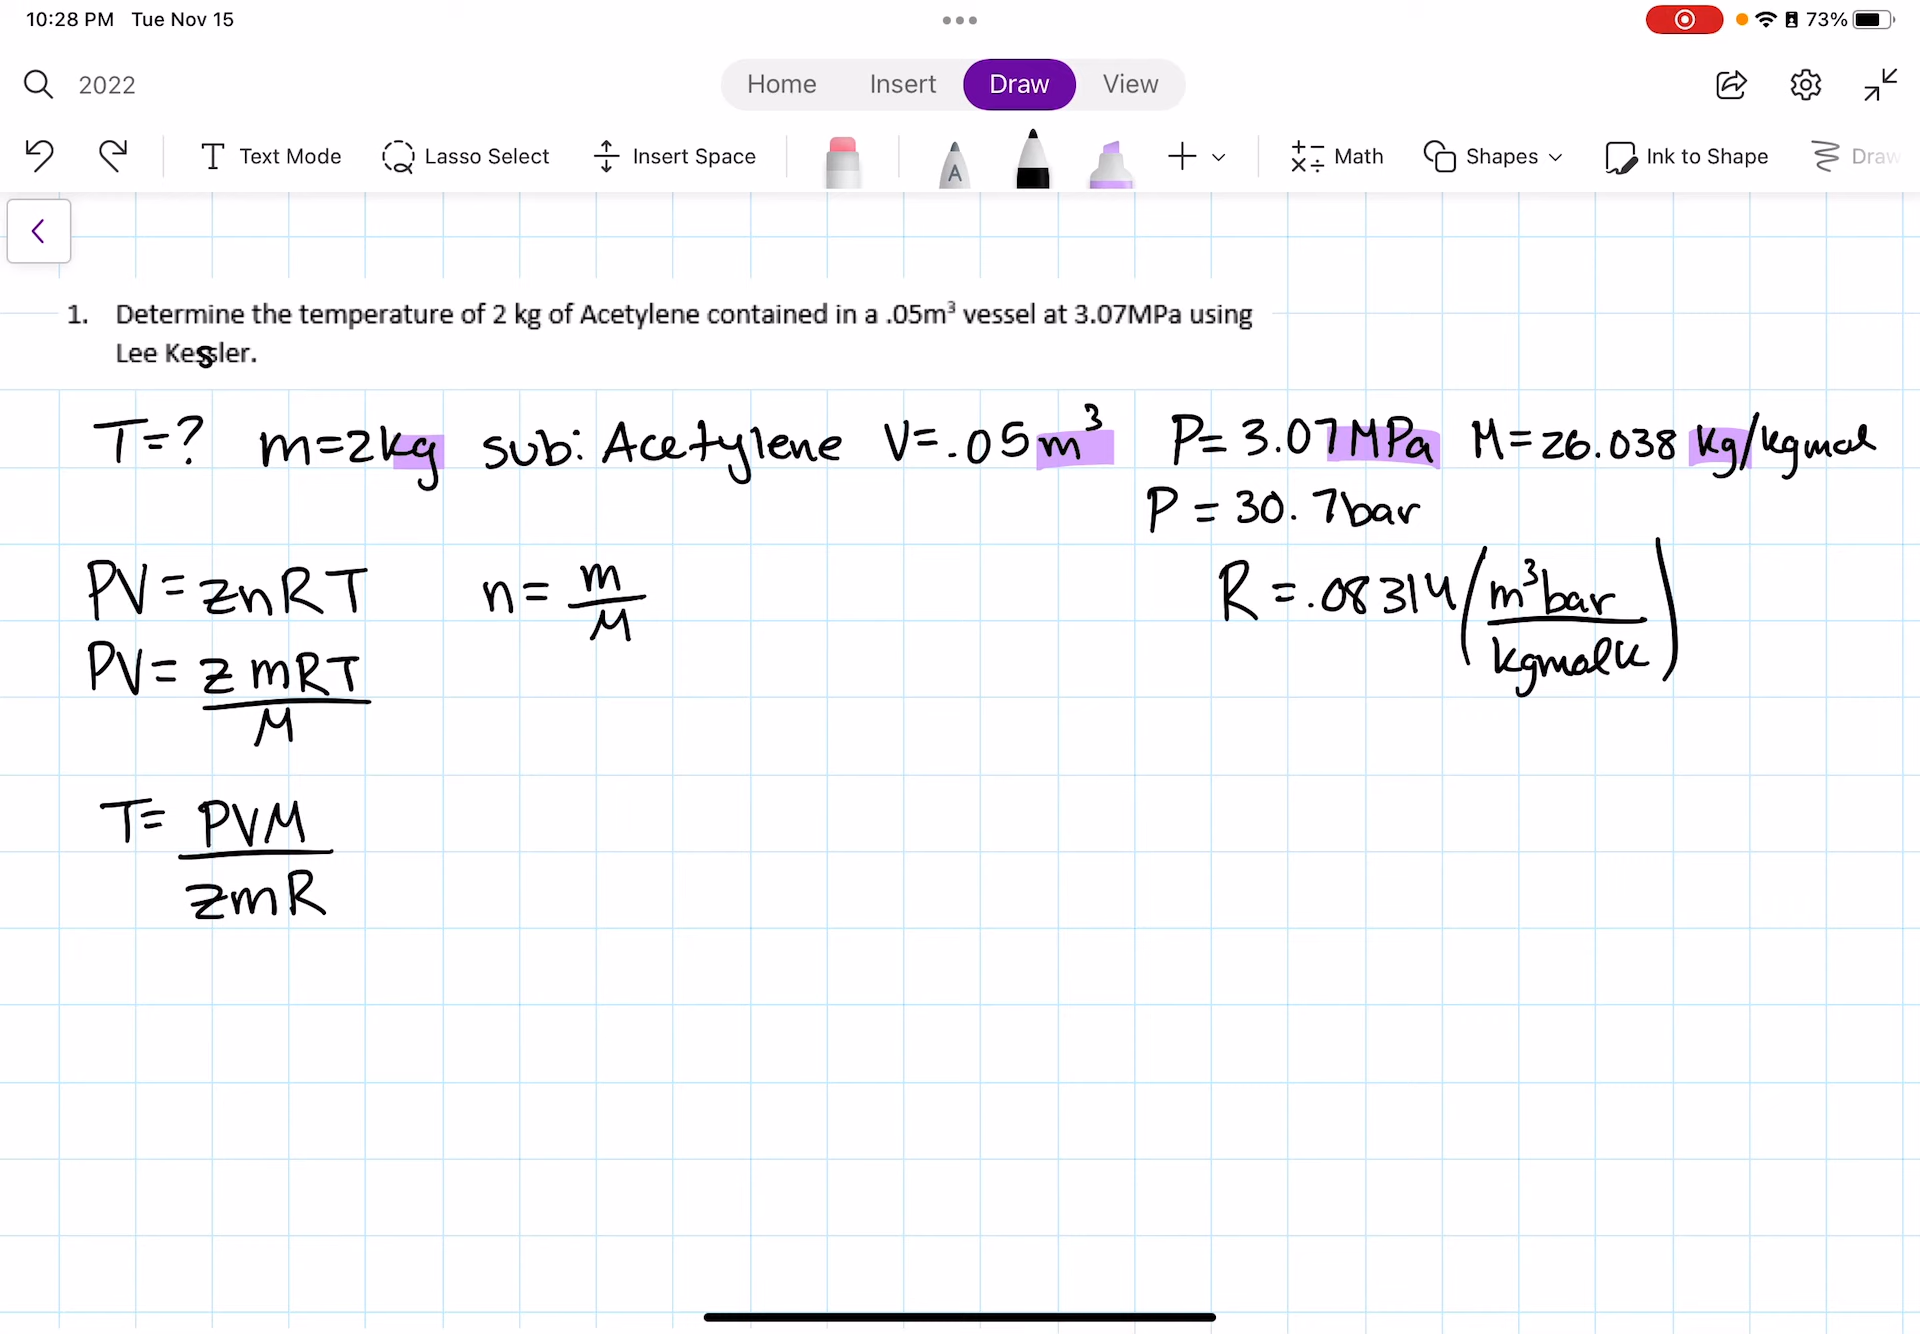 10:28 PM Tue Nov 15
73%
2022
Home Insert Draw View
Text Mode Lasso Select Insert Space A Math Shapes Ink to Shape Draw
1. Determine the temperature of 2 kg of Acetylene contained in a .05m³ vessel at 3.07MPa using
Lee Kessler.
T=? m=2kg sub: Acetylene V=.05m³ P=3.07MPa M=26.038 kg/kgmol
P=30.7bar
PV=znRT n=m/M R=.08314(m³bar/kgmolK)
PV=zmRT/M
T=PVM/zmR